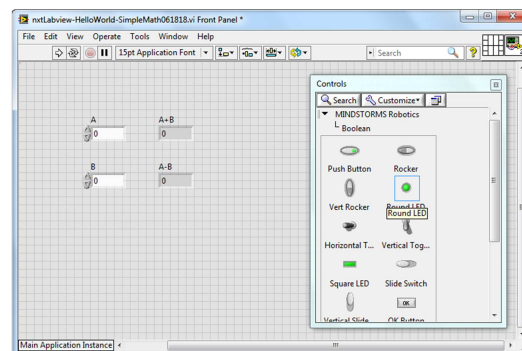 nxtLabview-HelloWorld-SimpleMath061818.vi Front Panel *
File Edit View Operate Tools Window Help
15pt Application Font
Search
Controls
Search Customize
MINDSTORMS Robotics
Boolean
A A+B
0 0
B A-B
0 0
Push Button Rocker
Vert Rocker Round LED
Round LED
Horizontal T... Vertical Tog...
Square LED Slide Switch
OK
Vertical Slide OK Button
Main Application Instance